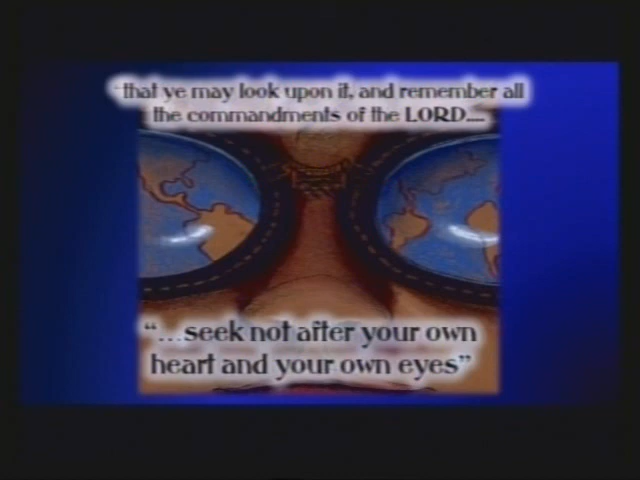 "that ye may look upon it, and remember all
the commandments of the LORD....
"...seek not after your own
heart and your own eyes"